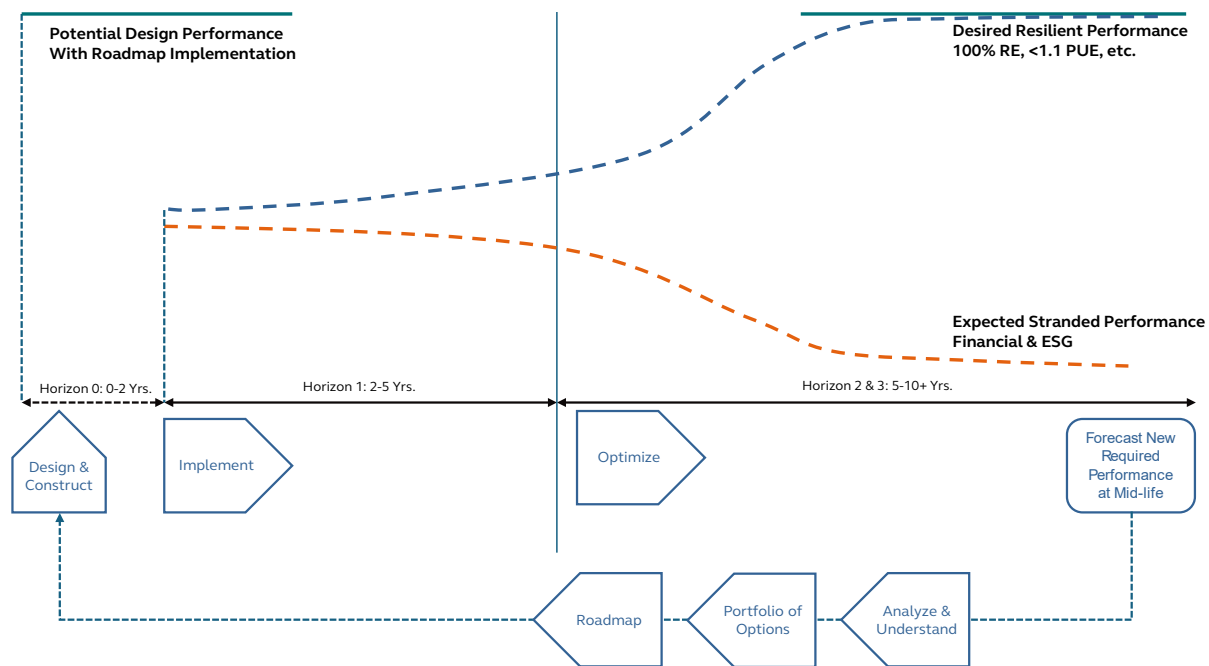 Potential Design Performance
With Roadmap Implementation
Desired Resilient Performance
100% RE, <1.1 PUE, etc.
Expected Stranded Performance
Financial & ESG
Horizon 0: 0-2 Yrs.
Horizon 1: 2-5 Yrs.
Horizon 2 & 3: 5-10+ Yrs.
Design &
Construct
Implement
Optimize
Forecast New
Required
Performance
at Mid-life
Roadmap
Portfolio of
Options
Analyze &
Understand